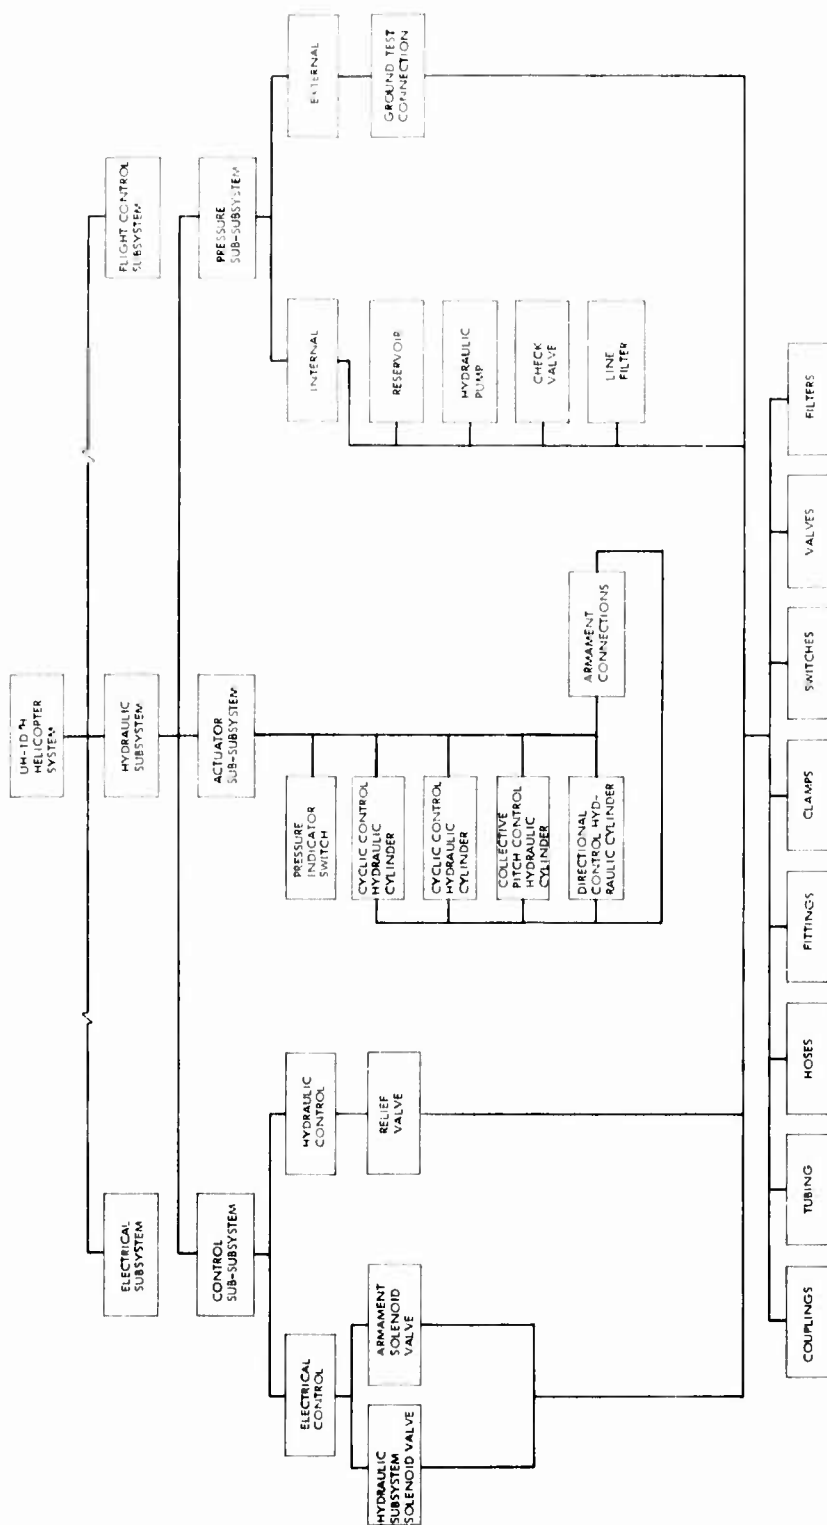 UH-1D/H
HELICOPTER
SYSTEM
ELECTRICAL
SUBSYSTEM
HYDRAULIC
SUBSYSTEM
FLIGHT CONTROL
SUBSYSTEM
CONTROL
SUB-SUBSYSTEM
ACTUATOR
SUB-SUBSYSTEM
PRESSURE
SUB-SUBSYSTEM
ELECTRICAL
CONTROL
HYDRAULIC
CONTROL
PRESSURE
INDICATOR
SWITCH
INTERNAL
EXTERNAL
HYDRAULIC
SUBSYSTEM
SOLENOID VALVE
ARMAMENT
SOLENOID
VALVE
RELIEF
VALVE
CYCLIC CONTROL
HYDRAULIC
CYLINDER
RESERVOIR
GROUND TEST
CONNECTION
CYCLIC CONTROL
HYDRAULIC
CYLINDER
HYDRAULIC
PUMP
COLLECTIVE
PITCH CONTROL
HYDRAULIC
CYLINDER
CHECK
VALVE
DIRECTIONAL
CONTROL HYD-
RAULIC CYLINDER
ARMAMENT
CONNECTIONS
LINE
FILTER
COUPLINGS
TUBING
HOSES
FITTINGS
CLAMPS
SWITCHES
VALVES
FILTERS